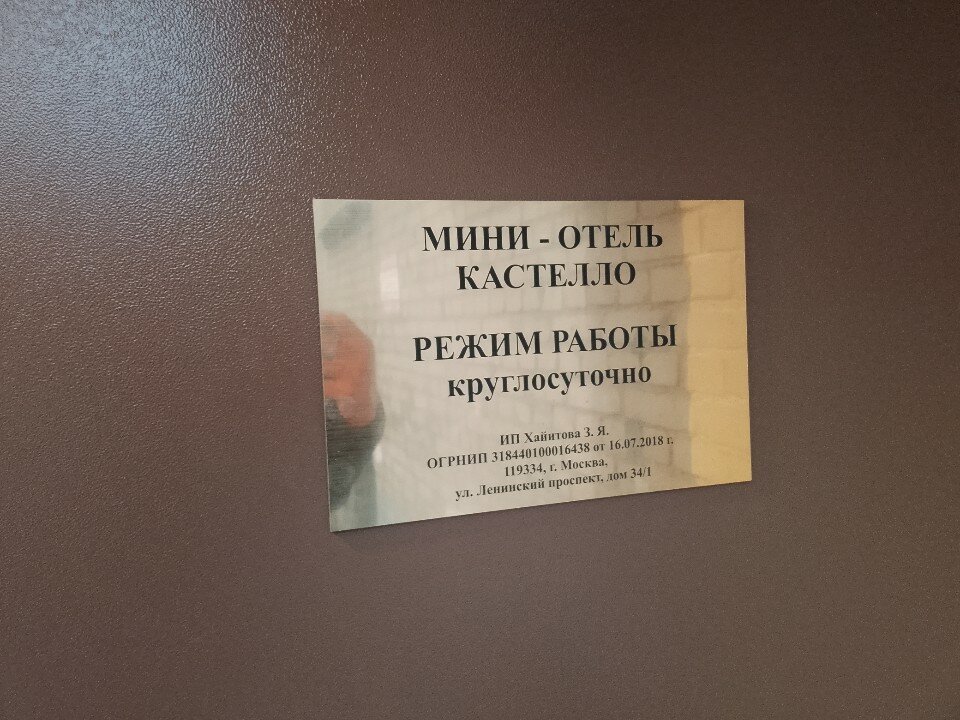 МИНИ - ОТЕЛЬ
КАСТЕЛЛО
РЕЖИМ РАБОТЫ
круглосуточно
ИП Хайитова З. Я.
ОГРНИП 318440100016438 от 16.07.2018 г.
119334, г. Москва,
ул. Ленинский проспект, дом 34/1